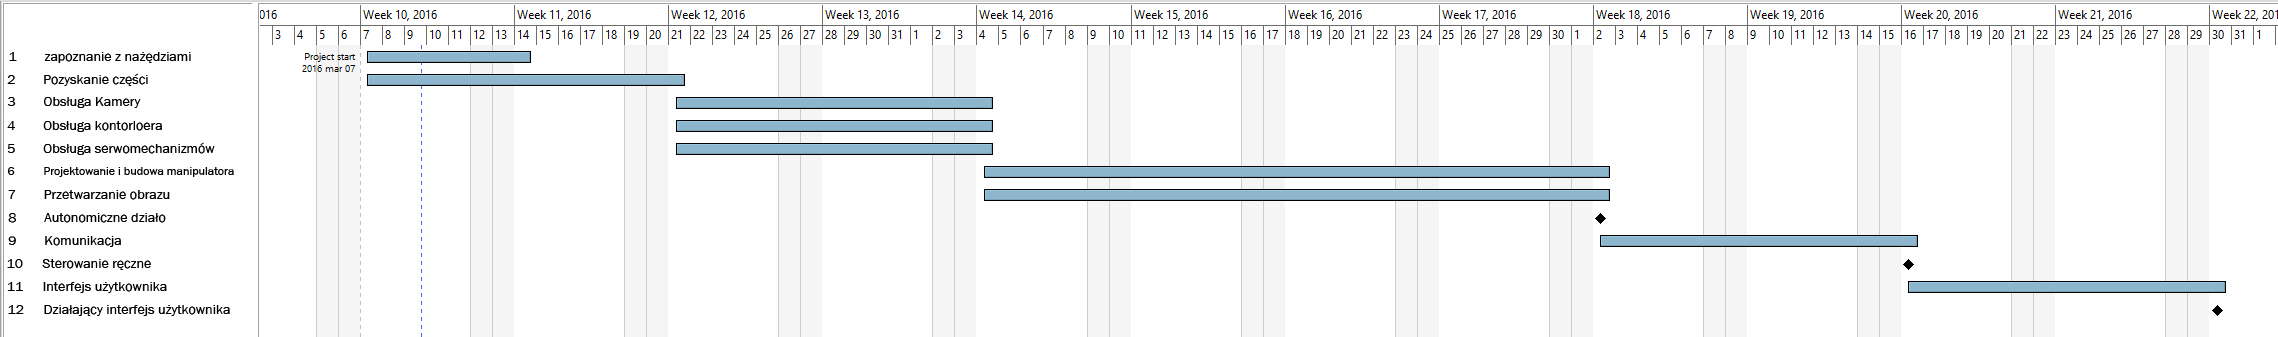 016 Week 10, 2016 Week 11, 2016 Week 12, 2016 Week 13, 2016 Week 14, 2016 Week 15, 2016 Week 16, 2016 Week 17, 2016 Week 18, 2016 Week 19, 2016 Week 20, 2016 Week 21, 2016 Week 22, 201
3 4 5 6 7 8 9 10 11 12 13 14 15 16 17 18 19 20 21 22 23 24 25 26 27 28 29 30 31 1 2 3 4 5 6 7 8 9 10 11 12 13 14 15 16 17 18 19 20 21 22 23 24 25 26 27 28 29 30 1 2 3 4 5 6 7 8 9 10 11 12 13 14 15 16 17 18 19 20 21 22 23 24 25 26 27 28 29 30 31 1
1 zapoznanie z nażędziami
Project start
2016 mar 07
2 Pozyskanie części
3 Obsługa Kamery
4 Obsługa kontorloera
5 Obsługa serwomechanizmów
6 Projektowanie i budowa manipulatora
7 Przetwarzanie obrazu
8 Autonomiczne działo
9 Komunikacja
10 Sterowanie ręczne
11 Interfejs użytkownika
12 Działający interfejs użytkownika